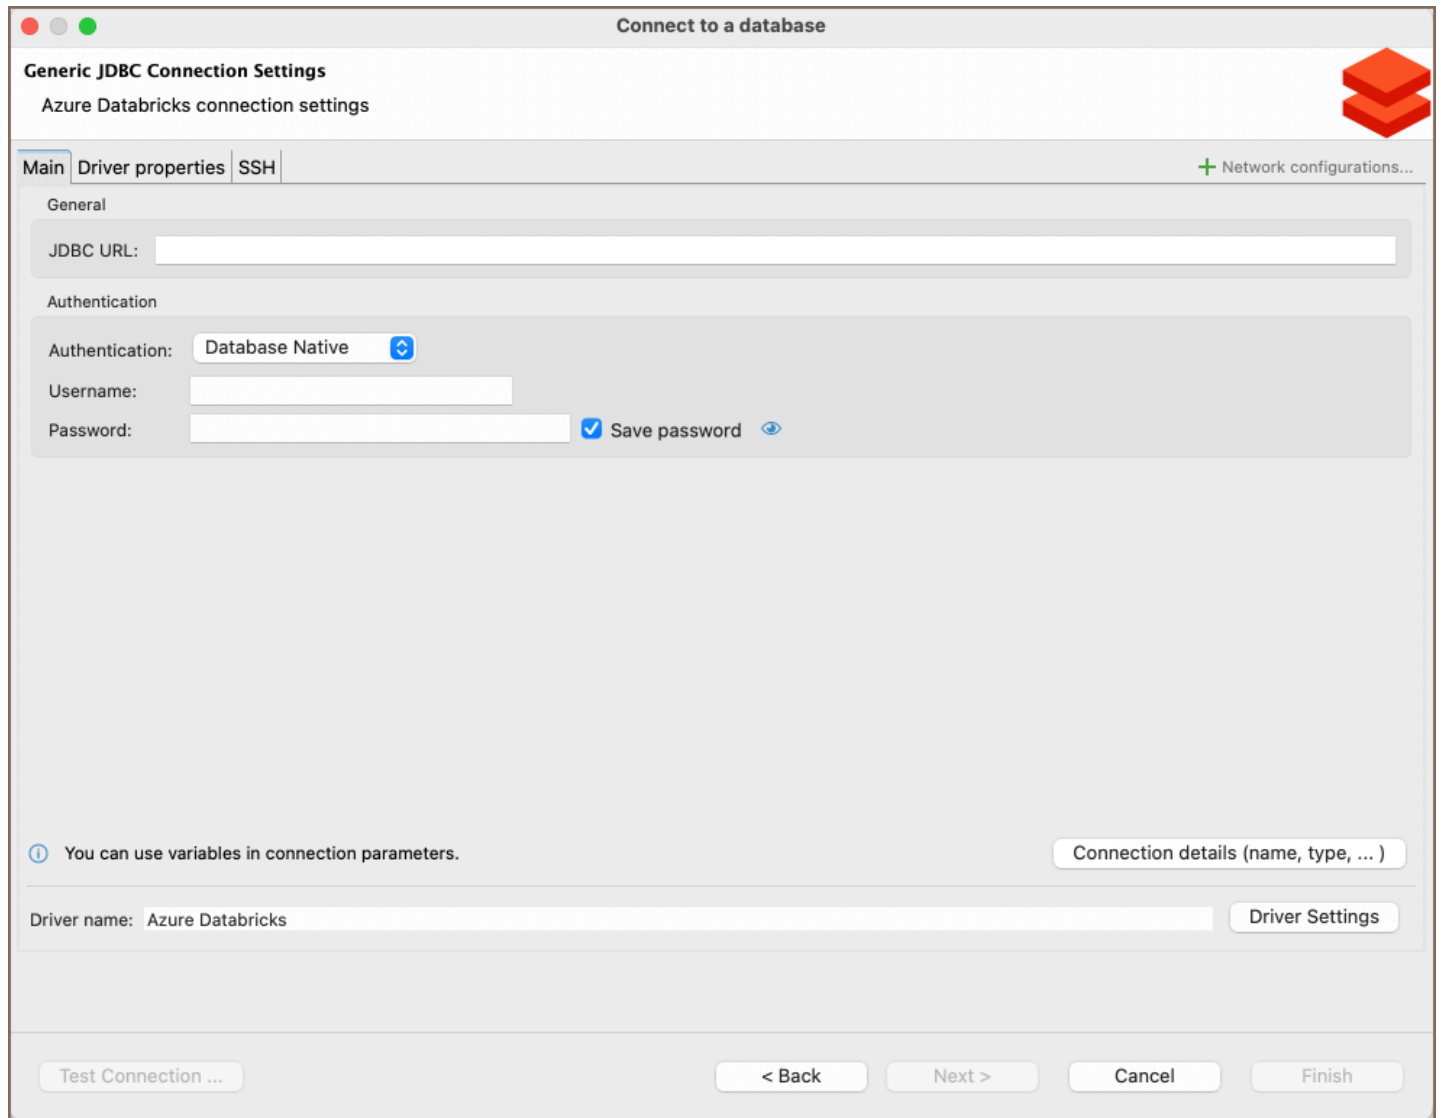 Connect to a database
Generic JDBC Connection Settings
Azure Databricks connection settings
Main Driver properties SSH Network configurations...
General
JDBC URL:
Authentication
Authentication: Database Native
Username:
Password: Save password
You can use variables in connection parameters. Connection details (name, type, ... )
Driver name: Azure Databricks Driver Settings
Test Connection ... < Back Next > Cancel Finish